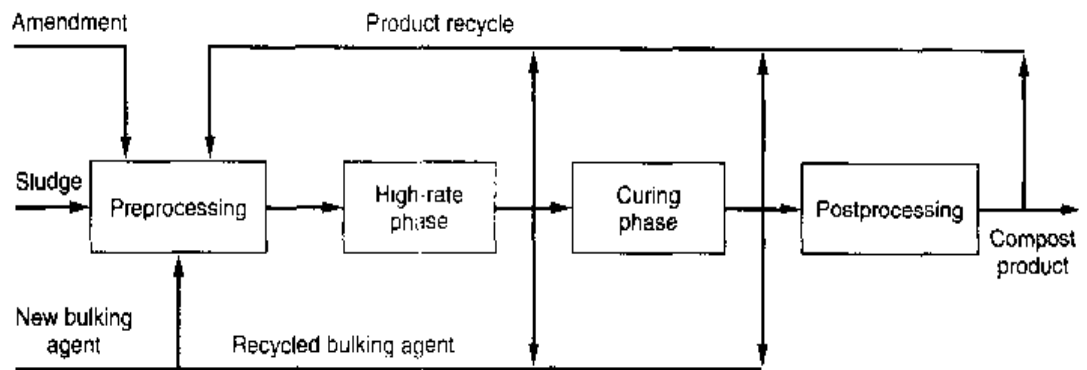 Amendment
Product recycle
Sludge
Preprocessing
High-rate
phase
Curing
phase
Postprocessing
Compost
product
New bulking
agent
Recycled bulking agent